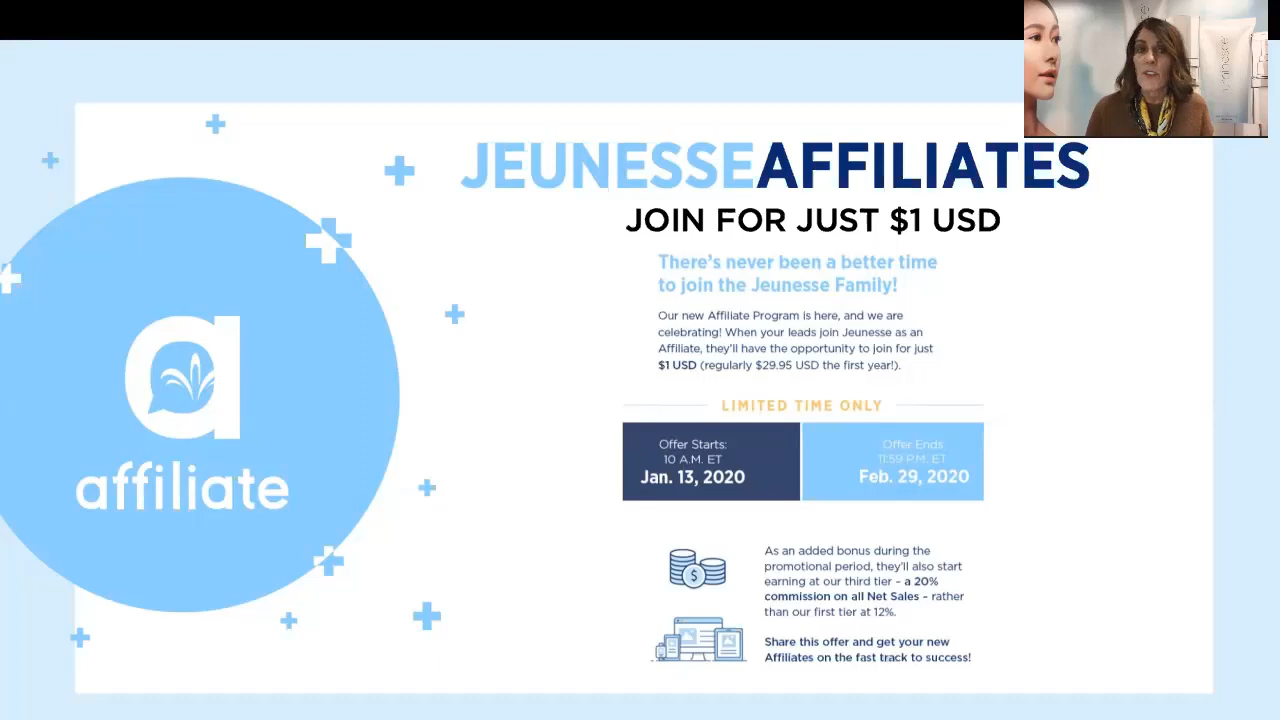 JEUNESSEAFFILIATES
JOIN FOR JUST $1 USD
There's never been a better time
to join the Jeunesse Family!
Our new Affiliate Program is here, and we are
celebrating! When your leads join Jeunesse as an
Affiliate, they'll have the opportunity to join for just
$1 USD (regularly $29.95 USD the first year!).
LIMITED TIME ONLY
Offer Starts:
10 A.M. ET
Jan. 13, 2020
Offer Ends
11:59 P.M. ET
Feb. 29, 2020
a
affiliate
$
As an added bonus during the
promotional period, they'll also start
earning at our third tier – a 20%
commission on all Net Sales – rather
than our first tier at 12%.
Share this offer and get your new
Affiliates on the fast track to success!